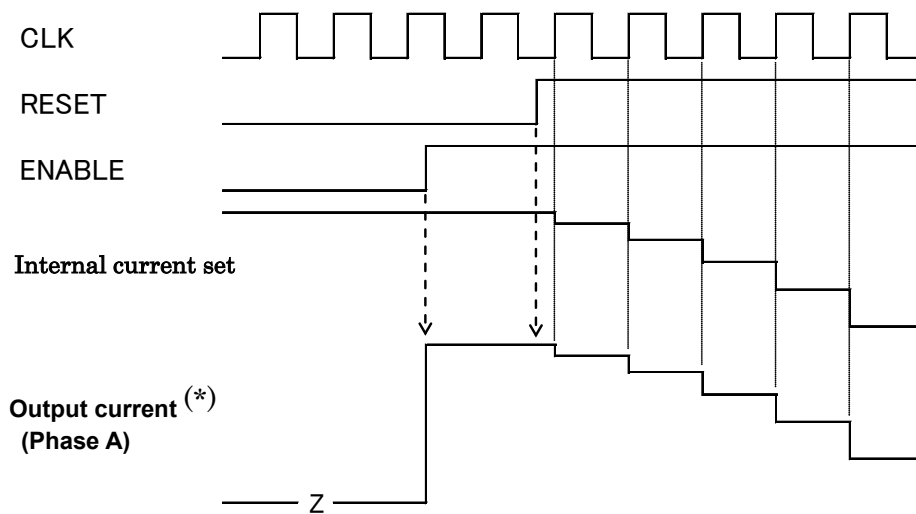 CLK
RESET
ENABLE
Internal current set
Output current (*)
(Phase A)
Z